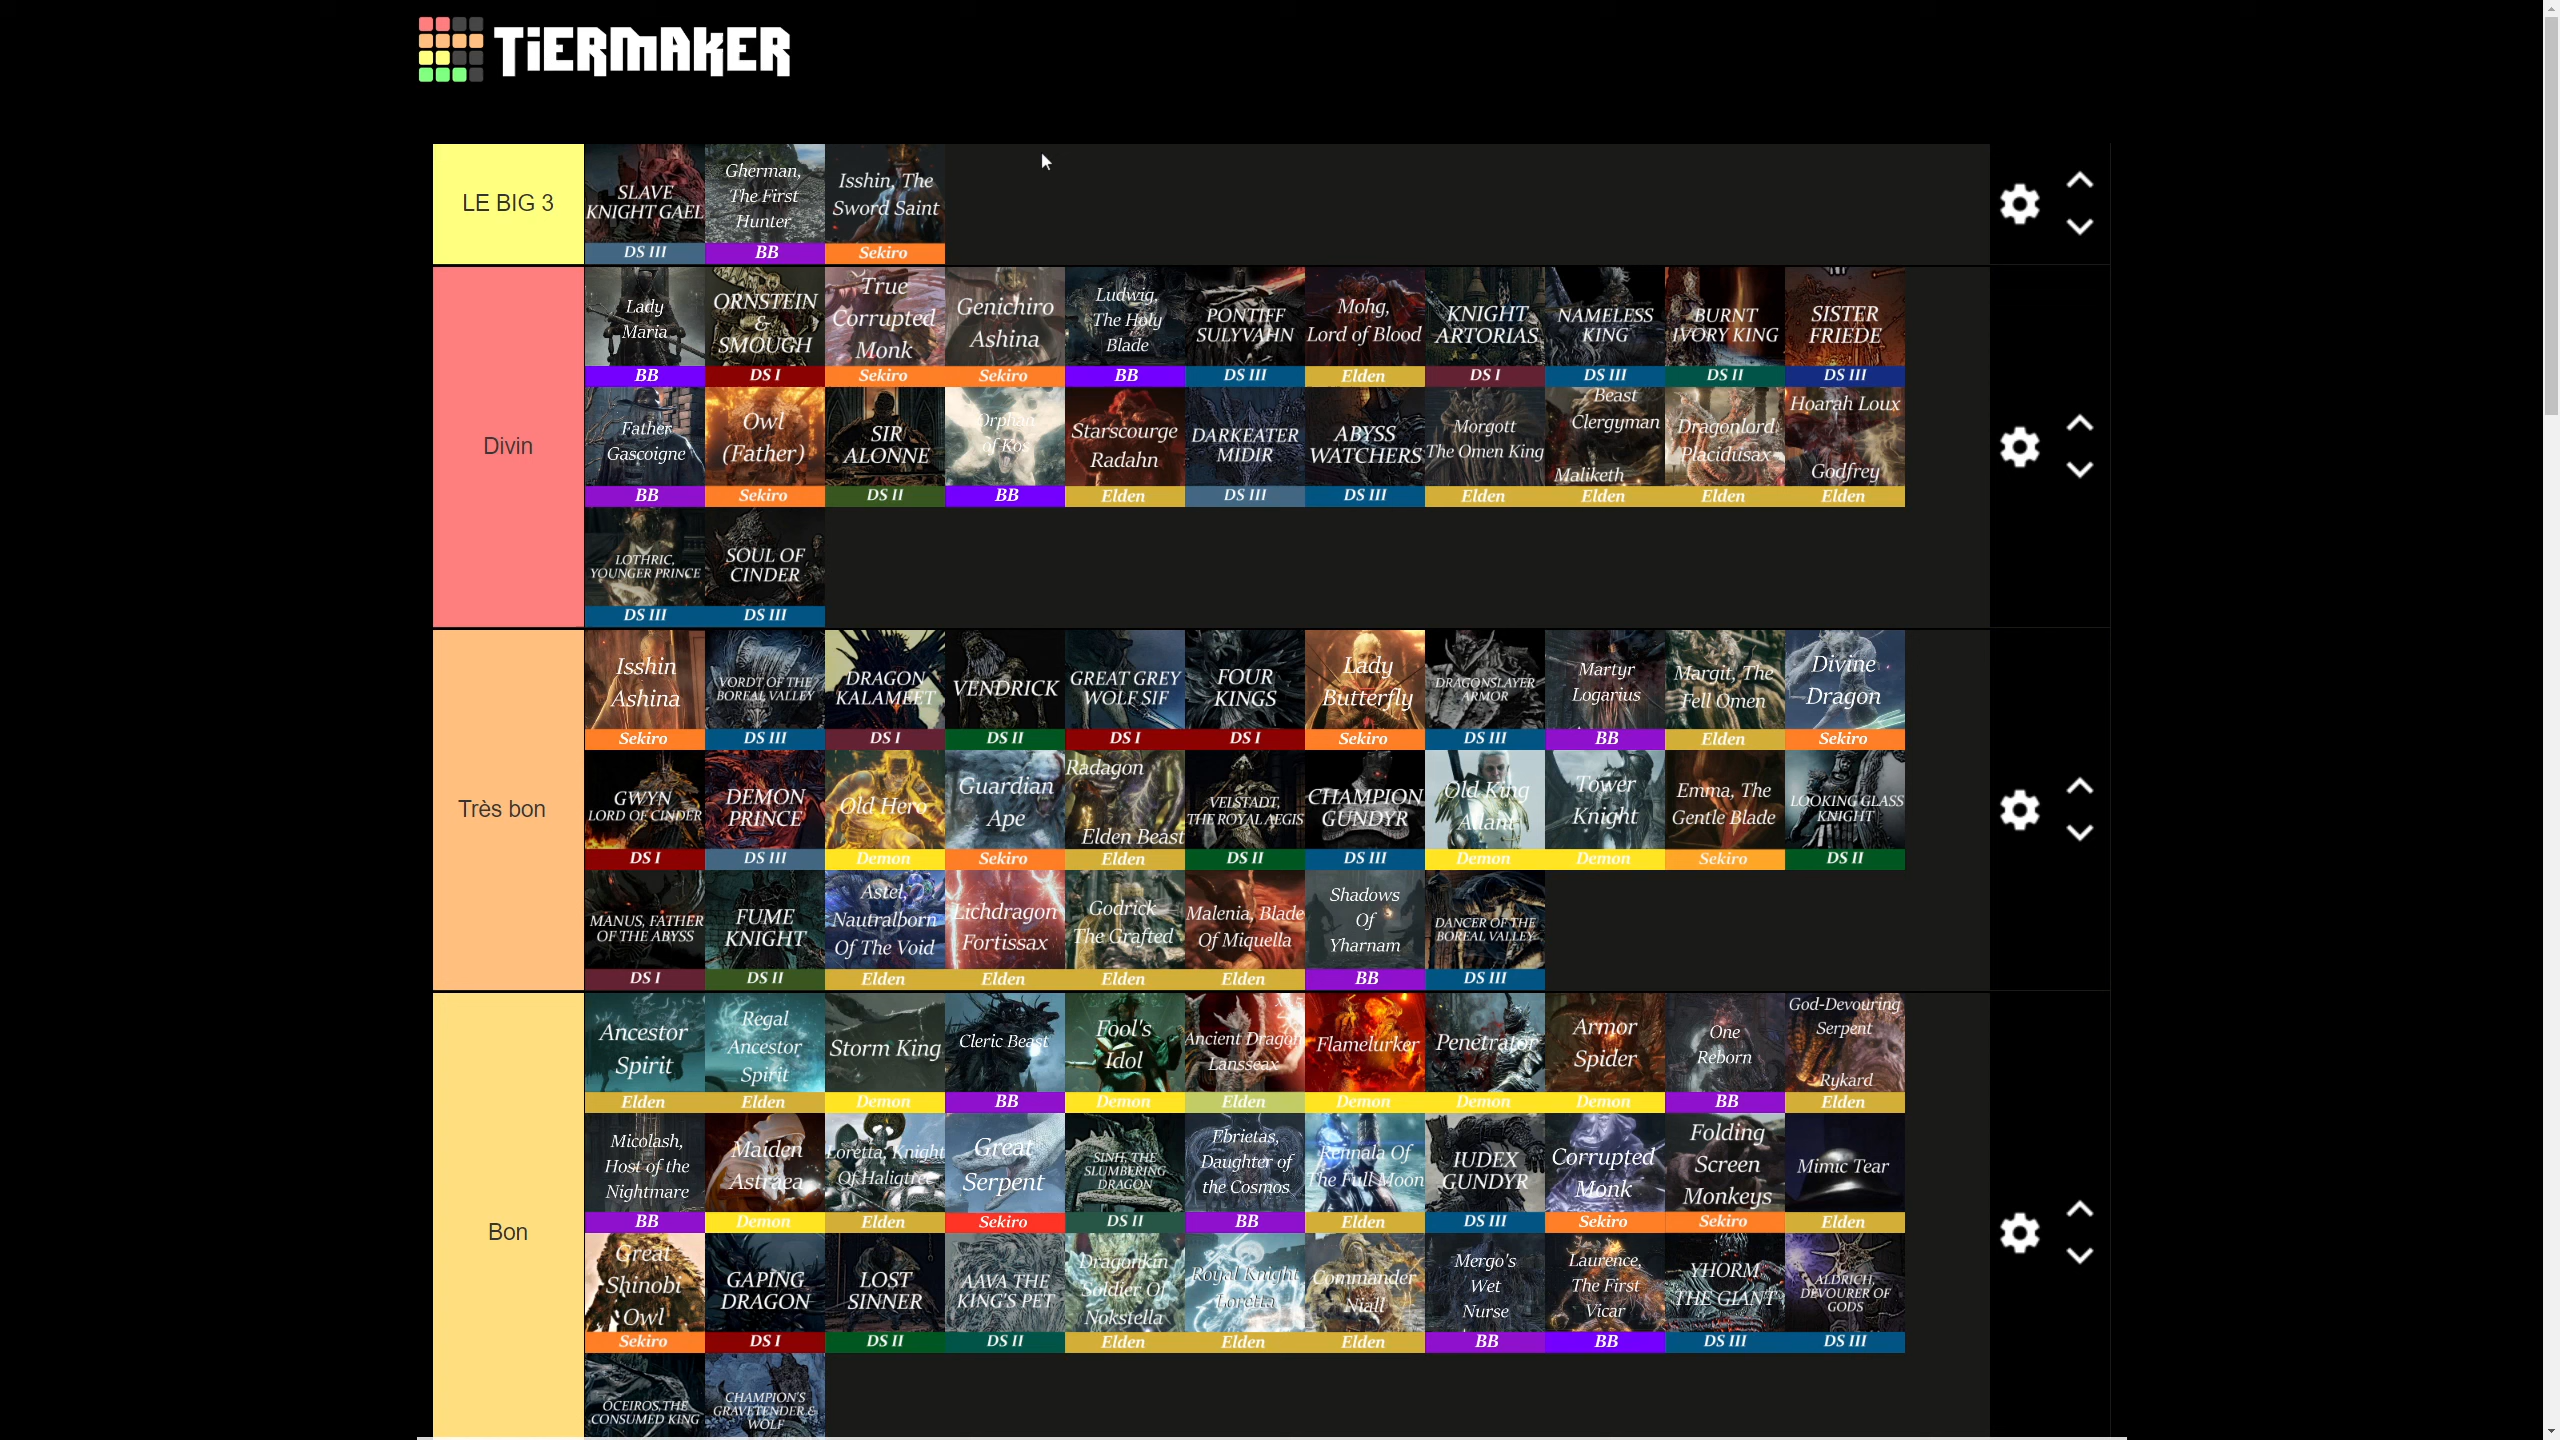 TiERMAKER
LE BIG 3
SLAVE
KNIGHT GAEL
DS III
Gherman,
The First
Hunter
BB
Isshin, The
Sword Saint
Sekiro
Divin
Lady
Maria
BB
ORNSTEIN
&
SMOUGH
DS I
True
Corrupted
Monk
Sekiro
Genichiro
Ashina
Sekiro
Ludwig,
The Holy
Blade
BB
PONTIFF
SULYVAHN
DS III
Mohg,
Lord of Blood
Elden
KNIGHT
ARTORIAS
DS I
NAMELESS
KING
DS III
BURNT
IVORY KING
DS II
SISTER
FRIEDE
DS III
Father
Gascoigne
BB
Owl
(Father)
Sekiro
SIR
ALONNE
DS II
Orphan
of Kos
BB
Starscourge
Radahn
Elden
DARKEATER
MIDIR
DS III
ABYSS
WATCHERS
DS III
Morgott
The Omen King
Elden
Beast
Clergyman
Maliketh
Elden
Dragonlord
Placidusax
Elden
Hoarah Loux
Godfrey
Elden
LOTHRIC,
YOUNGER PRINCE
DS III
SOUL OF
CINDER
DS III
Très bon
Isshin
Ashina
Sekiro
VORDT OF THE
BOREAL VALLEY
DS III
DRAGON
KALAMEET
DS I
VENDRICK
DS II
GREAT GREY
WOLF SIF
DS I
FOUR
KINGS
DS I
Lady
Butterfly
Sekiro
DRAGONSLAYER
ARMOR
DS III
Martyr
Logarius
BB
Margit, The
Fell Omen
Elden
Divine
Dragon
Sekiro
GWYN
LORD OF CINDER
DS I
DEMON
PRINCE
DS III
Old Hero
Demon
Guardian
Ape
Sekiro
Radagon
Elden Beast
Elden
VELSTADT,
THE ROYAL AEGIS
DS II
CHAMPION
GUNDYR
DS III
Old King
Allant
Demon
Tower
Knight
Demon
Emma, The
Gentle Blade
Sekiro
LOOKING GLASS
KNIGHT
DS II
MANUS, FATHER
OF THE ABYSS
DS I
FUME
KNIGHT
DS II
Astel,
Nautralborn
Of The Void
Elden
Lichdragon
Fortissax
Elden
Godrick
The Grafted
Elden
Malenia, Blade
Of Miquella
Elden
Shadows
Of
Yharnam
BB
DANCER OF THE
BOREAL VALLEY
DS III
Bon
Ancestor
Spirit
Elden
Regal
Ancestor
Spirit
Elden
Storm King
Demon
Cleric Beast
BB
Fool's
Idol
Demon
Ancient Dragon
Lansseax
Elden
Flamelurker
Demon
Penetrator
Demon
Armor
Spider
Demon
One
Reborn
BB
God-Devouring
Serpent
Rykard
Elden
Micolash,
Host of the
Nightmare
BB
Maiden
Astraea
Demon
Loretta, Knight
Of Haligtree
Elden
Great
Serpent
Sekiro
SINH, THE
SLUMBERING
DRAGON
DS II
Ebrietas,
Daughter of
the Cosmos
BB
Rennala Of
The Full Moon
Elden
IUDEX
GUNDYR
DS III
Corrupted
Monk
Sekiro
Folding
Screen
Monkeys
Sekiro
Mimic Tear
Elden
Great
Shinobi
Owl
Sekiro
GAPING
DRAGON
DS I
LOST
SINNER
DS II
AAVA THE
KING'S PET
DS II
Dragonkin
Soldier Of
Nokstella
Elden
Royal Knight
Loretta
Elden
Commander
Niall
Elden
Mergo's
Wet
Nurse
BB
Laurence,
The First
Vicar
BB
YHORM
THE GIANT
DS III
ALDRICH,
DEVOURER OF
GODS
DS III
OCEIROS, THE
CONSUMED KING
CHAMPION'S
GRAVETENDER &
WOLF